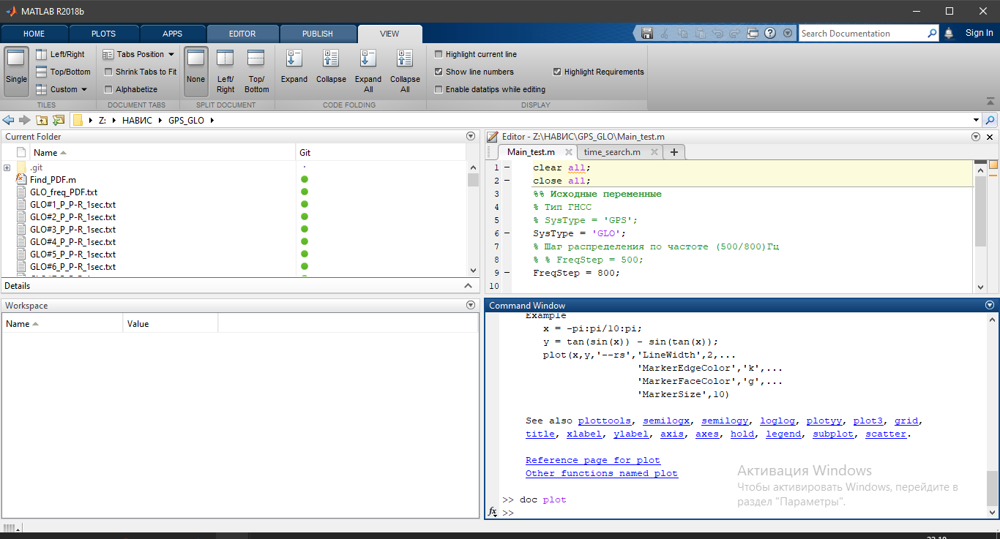 MATLAB R2018b
HOME PLOTS APPS EDITOR PUBLISH VIEW
Search Documentation
Sign In
Single
Left/Right
Top/Bottom
Custom
TILES
Tabs Position
Shrink Tabs to Fit
Alphabetize
DOCUMENT TABS
None
Left/
Right
Top/
Bottom
SPLIT DOCUMENT
Expand
Collapse
Expand
All
Collapse
All
CODE FOLDING
Highlight current line
Show line numbers
Enable datatips while editing
Highlight Requirements
DISPLAY
Z: НАВИС GPS_GLO
Current Folder
Name Git
.git
Find_PDF.m
GLO_freq_PDF.txt
GLO#1_P_P-R_1sec.txt
GLO#2_P_P-R_1sec.txt
GLO#3_P_P-R_1sec.txt
GLO#4_P_P-R_1sec.txt
GLO#5_P_P-R_1sec.txt
GLO#6_P_P-R_1sec.txt
Details
Workspace
Name Value
Editor - Z:\НАВИС\GPS_GLO\Main_test.m
Main_test.m time_search.m
1 clear all;
2 close all;
3 %% Исходные переменные
4 % Тип ГНСС
5 % SysType = 'GPS';
6 SysType = 'GLO';
7 % Шаг распределения по частоте (500/800)Гц
8 % % FreqStep = 500;
9 FreqStep = 800;
10
Command Window
Example
x = -pi:pi/10:pi;
y = tan(sin(x)) - sin(tan(x));
plot(x,y,'--rs','LineWidth',2,...
'MarkerEdgeColor','k',...
'MarkerFaceColor','g',...
'MarkerSize',10)
See also plottools, semilogx, semilogy, loglog, plotyy, plot3, grid,
title, xlabel, ylabel, axis, axes, hold, legend, subplot, scatter.
Reference page for plot
Other functions named plot
>> doc plot
fx >>
Активация Windows
Чтобы активировать Windows, перейдите в
раздел "Параметры".